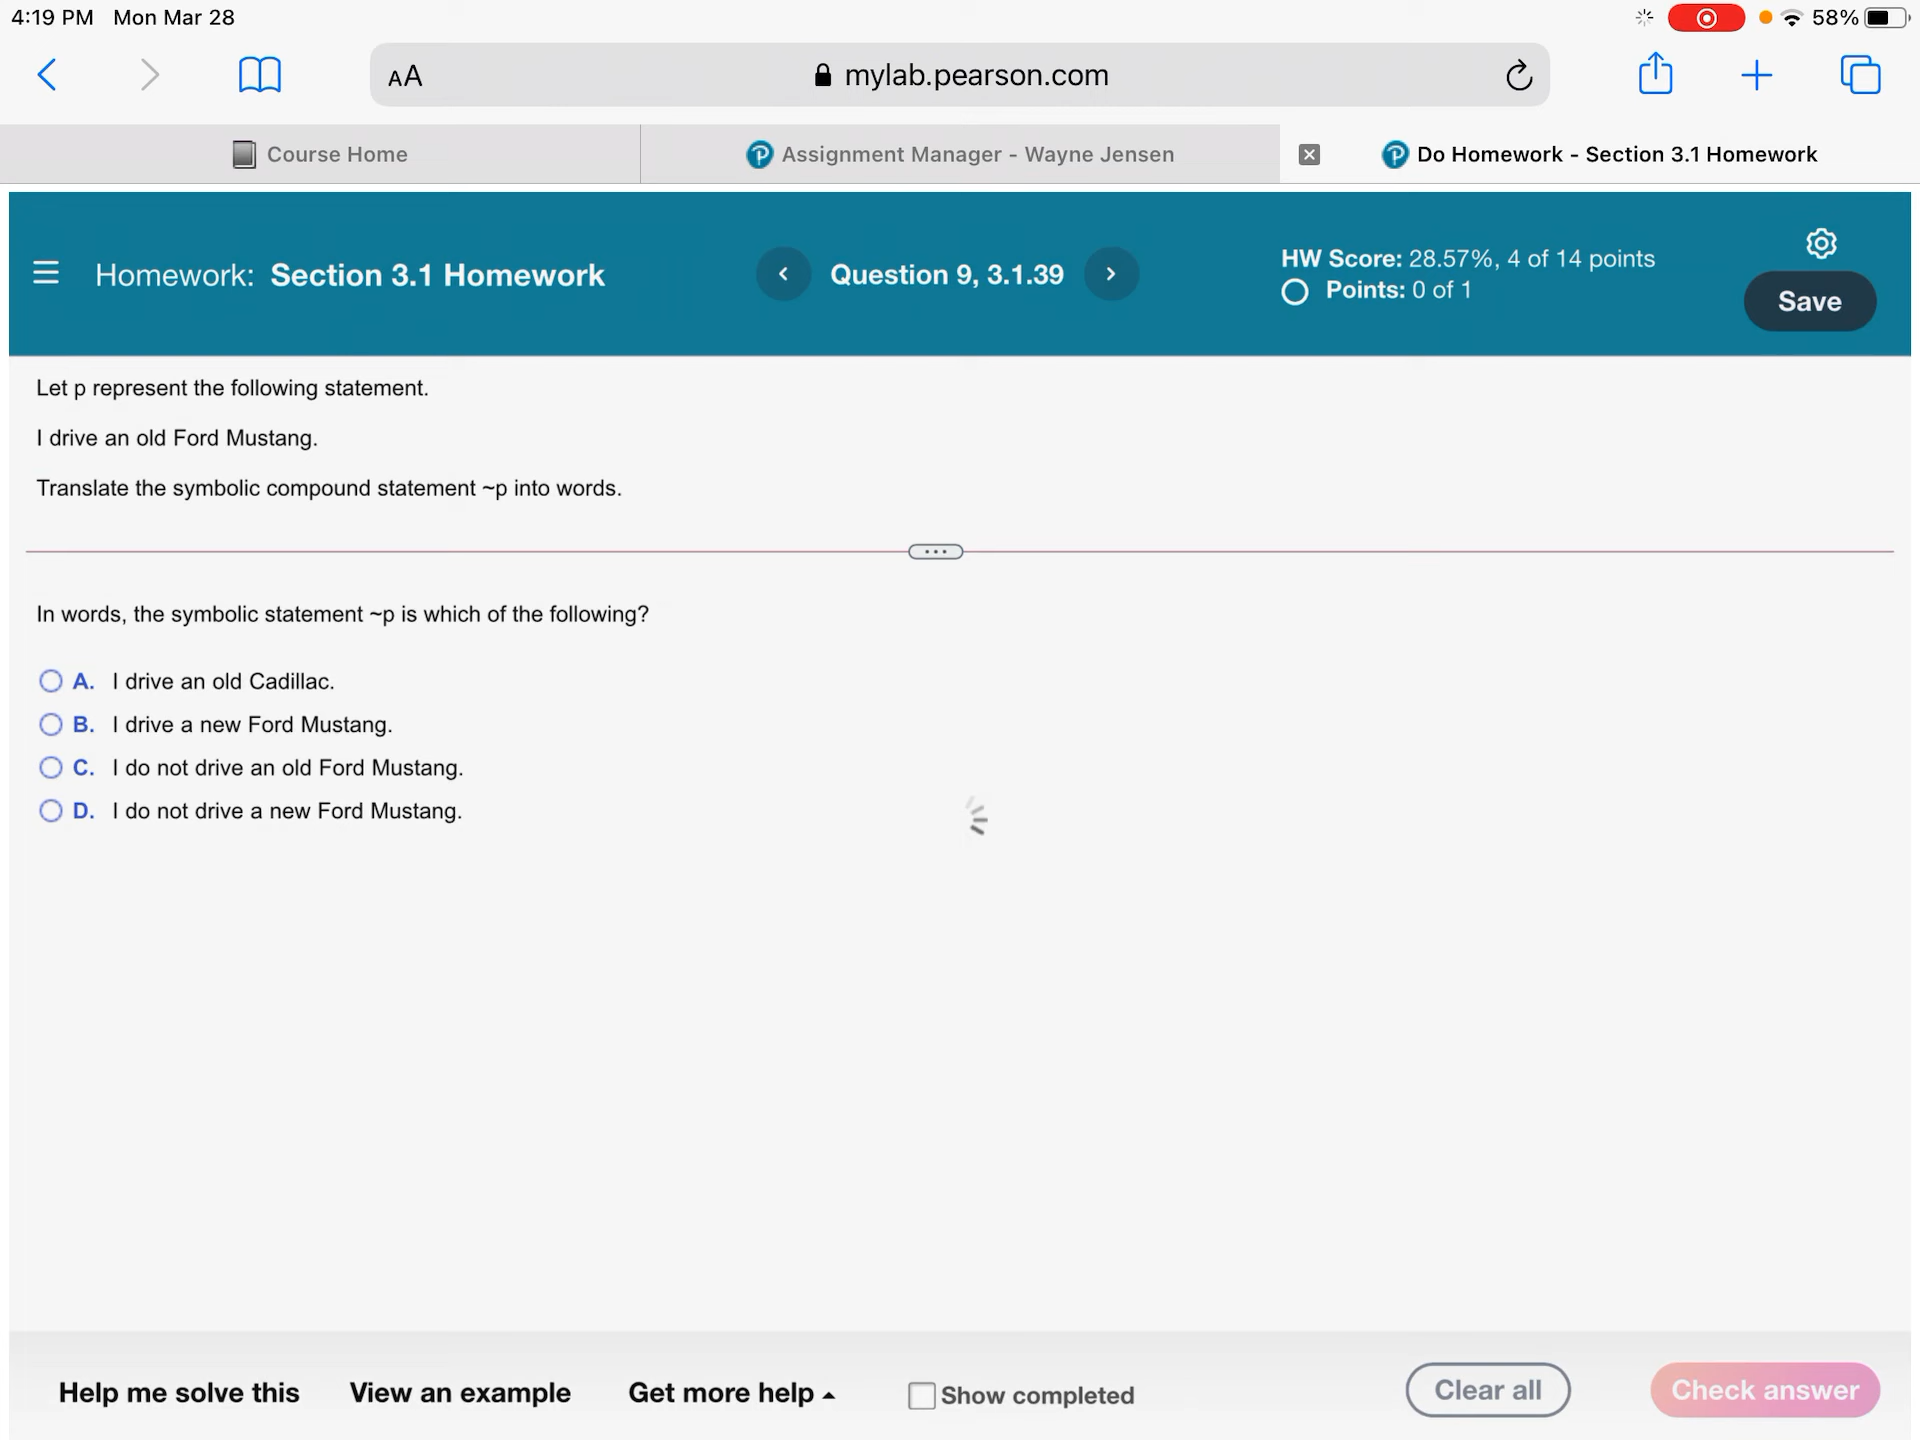 4:19 PM Mon Mar 28
58%
AA
mylab.pearson.com
Course Home
Assignment Manager - Wayne Jensen
Do Homework - Section 3.1 Homework
Homework: Section 3.1 Homework
Question 9, 3.1.39
HW Score: 28.57%, 4 of 14 points
Points: 0 of 1
Save
Let p represent the following statement.
I drive an old Ford Mustang.
Translate the symbolic compound statement ~p into words.
In words, the symbolic statement ~p is which of the following?
A. I drive an old Cadillac.
B. I drive a new Ford Mustang.
C. I do not drive an old Ford Mustang.
D. I do not drive a new Ford Mustang.
Help me solve this
View an example
Get more help
Show completed
Clear all
Check answer